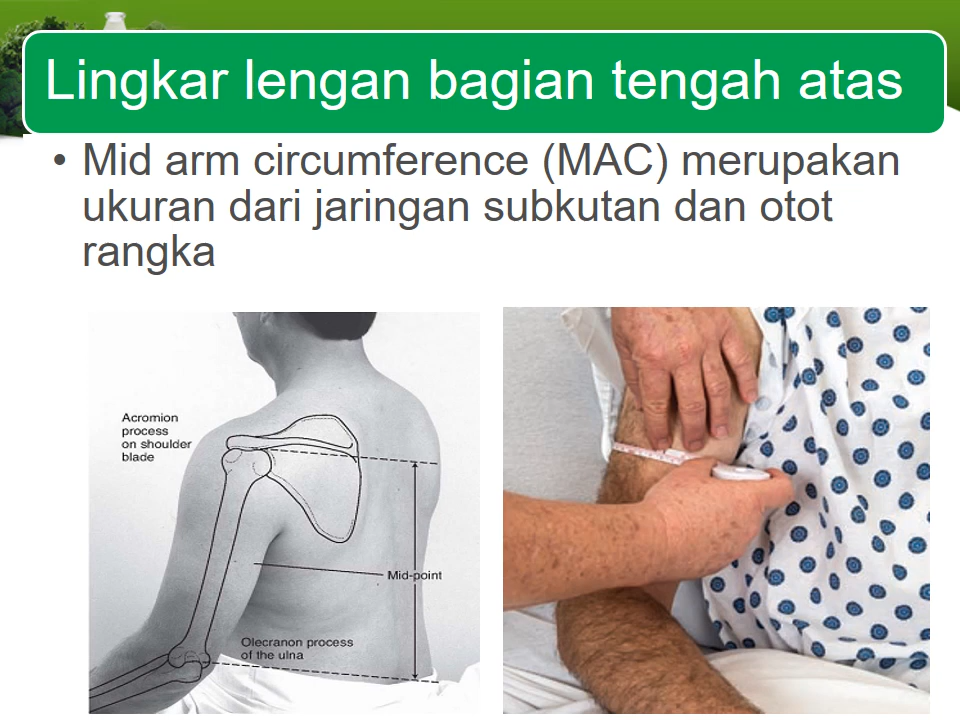 Lingkar lengan bagian tengah atas
• Mid arm circumference (MAC) merupakan
ukuran dari jaringan subkutan dan otot
rangka
Acromion
process
on shoulder
blade
Mid-point
Olecranon process
of the ulna